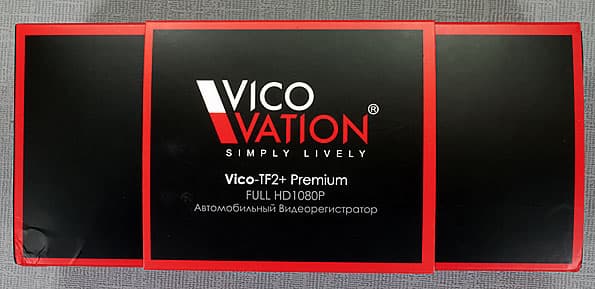 VICO
VATION®
SIMPLY LIVELY
Vico-TF2+ Premium
FULL HD1080P
Автомобильный Видеорегистратор